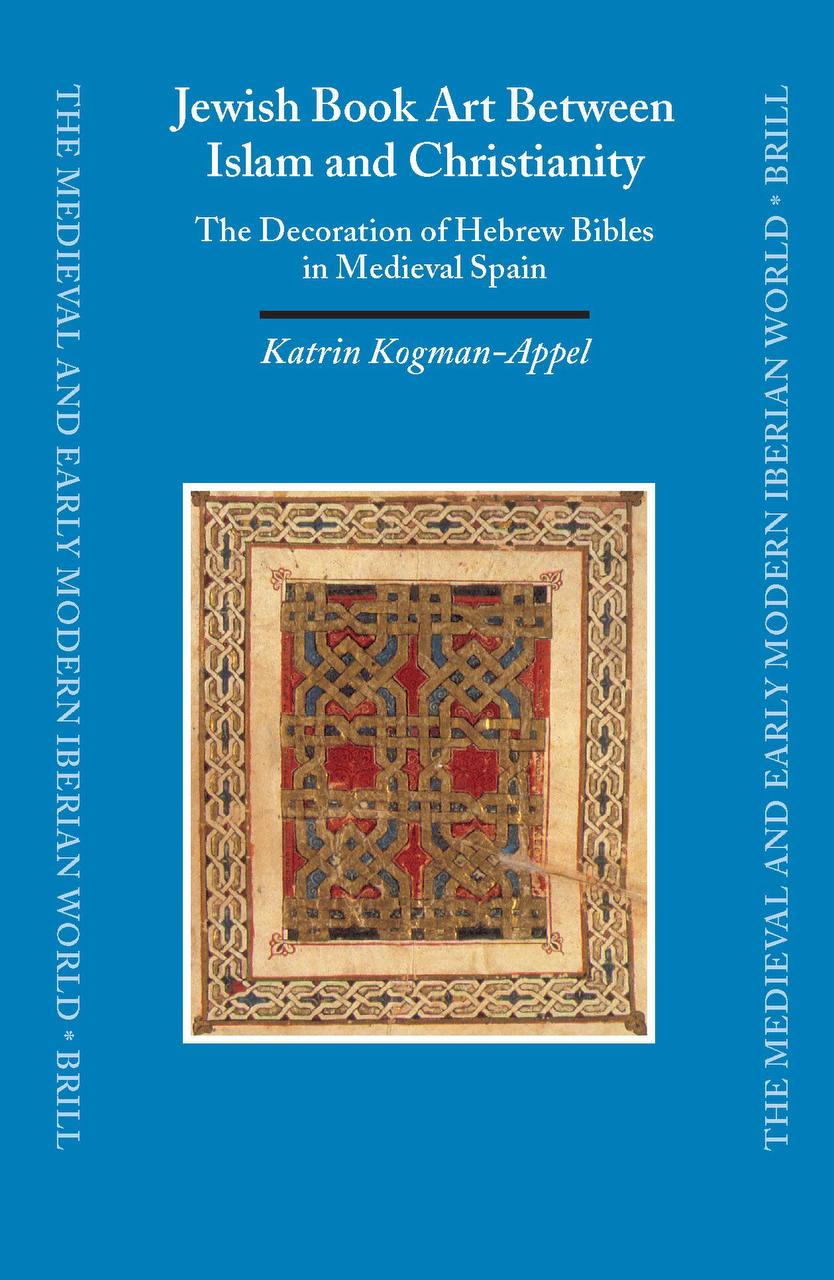 Jewish Book Art Between
Islam and Christianity
The Decoration of Hebrew Bibles
in Medieval Spain
Katrin Kogman-Appel
THE MEDIEVAL AND EARLY MODERN IBERIAN WORLD * BRILL
THE MEDIEVAL AND EARLY MODERN IBERIAN WORLD * BRILL